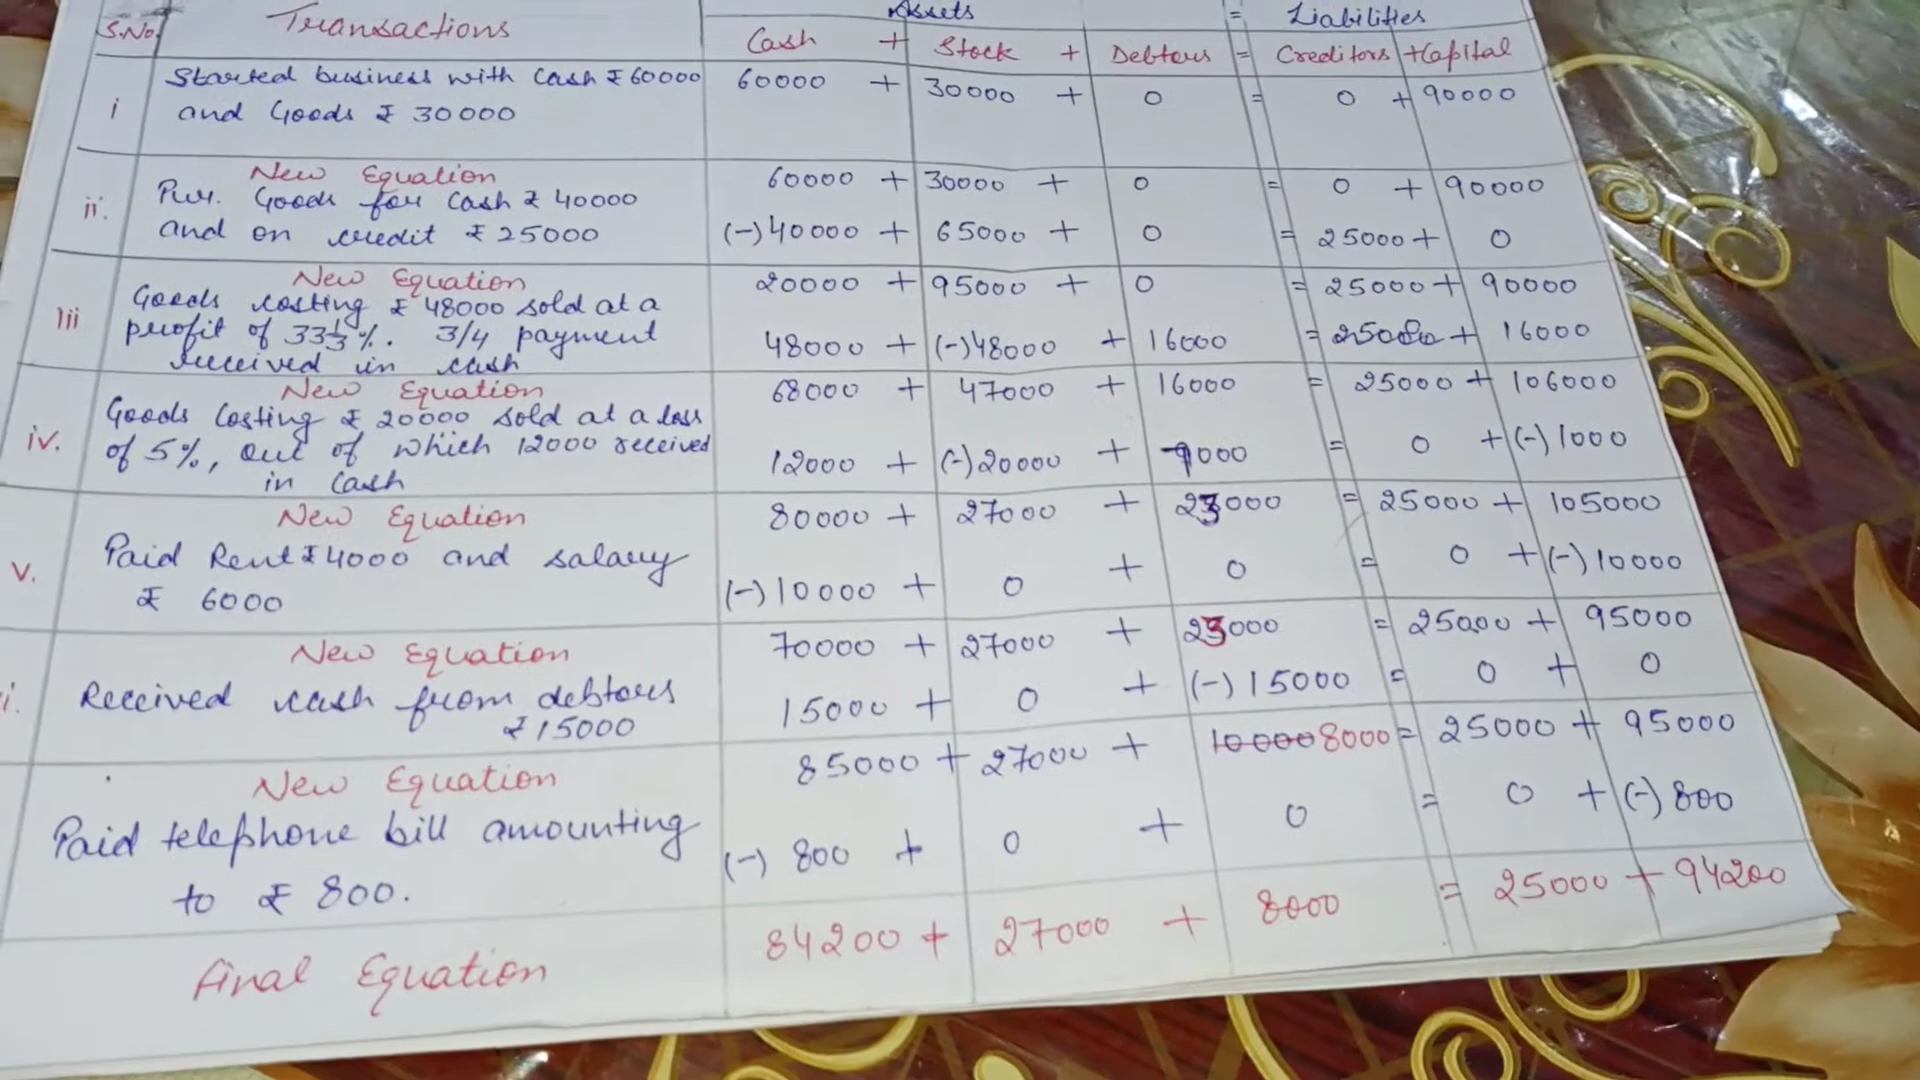 Assets = Liabilities
S.No. Transactions Cash + Stock + Debtors = Creditors + Capital
i Started business with cash ₹ 60000 60000 + 30000 + 0 = 0 + 90000
and Goods ₹ 30000
New Equation 60000 + 30000 + 0 = 0 + 90000
ii. Pur. Goods for cash ₹ 40000
and on credit ₹ 25000 (-) 40000 + 65000 + 0 = 25000 + 0
New Equation 20000 + 95000 + 0 = 25000 + 90000
iii Goods costing ₹ 48000 sold at a
profit of 33⅓ %. 3/4 payment 48000 + (-) 48000 + 16000 = + 16000
received in cash
New Equation 68000 + 47000 + 16000 = 25000 + 106000
iv. Goods costing ₹ 20000 sold at a loss
of 5%, out of which 12000 received 12000 + (-) 20000 + 000 = 0 + (-) 1000
in cash
New Equation 80000 + 27000 + 23000 = 25000 + 105000
v. Paid Rent ₹ 4000 and salary
₹ 6000 (-) 10000 + 0 + 0 = 0 + (-) 10000
New Equation 70000 + 27000 + 23000 = 25000 + 95000
i. Received cash from debtors 15000 + 0 + (-) 15000 = 0 + 0
₹ 15000
New Equation 85000 + 27000 + 10000 8000 = 25000 + 95000
Paid telephone bill amounting (-) 800 + 0 + 0 = 0 + (-) 800
to ₹ 800.
Final Equation 84200 + 27000 + 8000 = 25000 + 94200